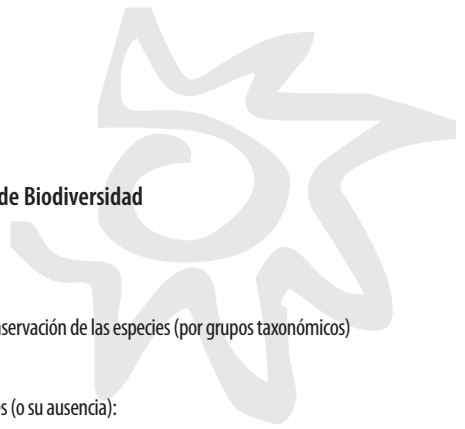 de Biodiversidad
servación de las especies (por grupos taxonómicos)
s (o su ausencia):